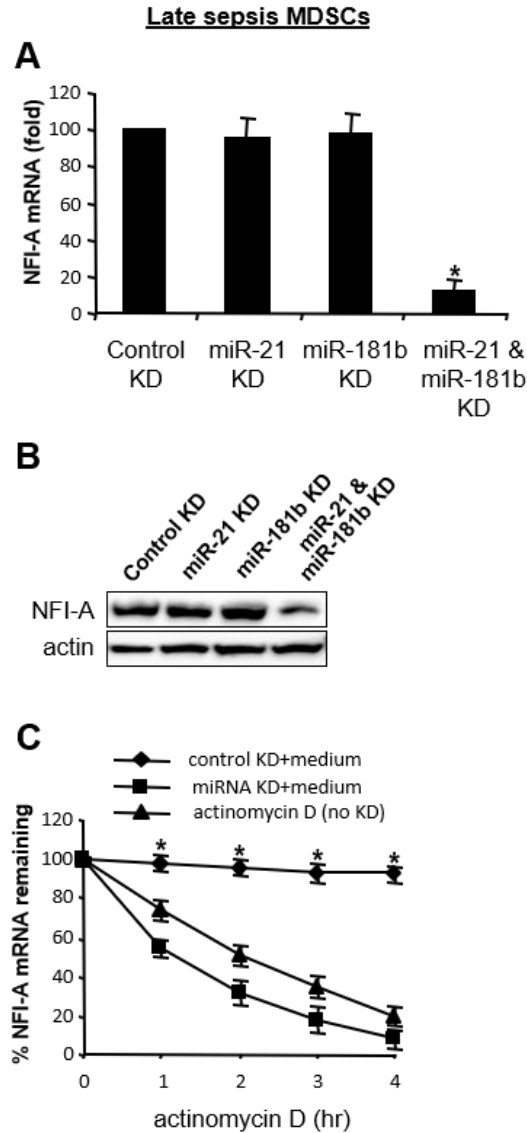 Late sepsis MDSCs
A
NFI-A mRNA (fold)
120
100
80
60
40
20
0
*
Control KD
miR-21 KD
miR-181b KD
miR-21 & miR-181b KD
B
Control KD
miR-21 KD
miR-181b KD
miR-21 &
miR-181b KD
NFI-A
actin
C
control KD+medium
miRNA KD+medium
actinomycin D (no KD)
% NFI-A mRNA remaining
120
100
80
60
40
20
0
* * * *
0 1 2 3 4
actinomycin D (hr)